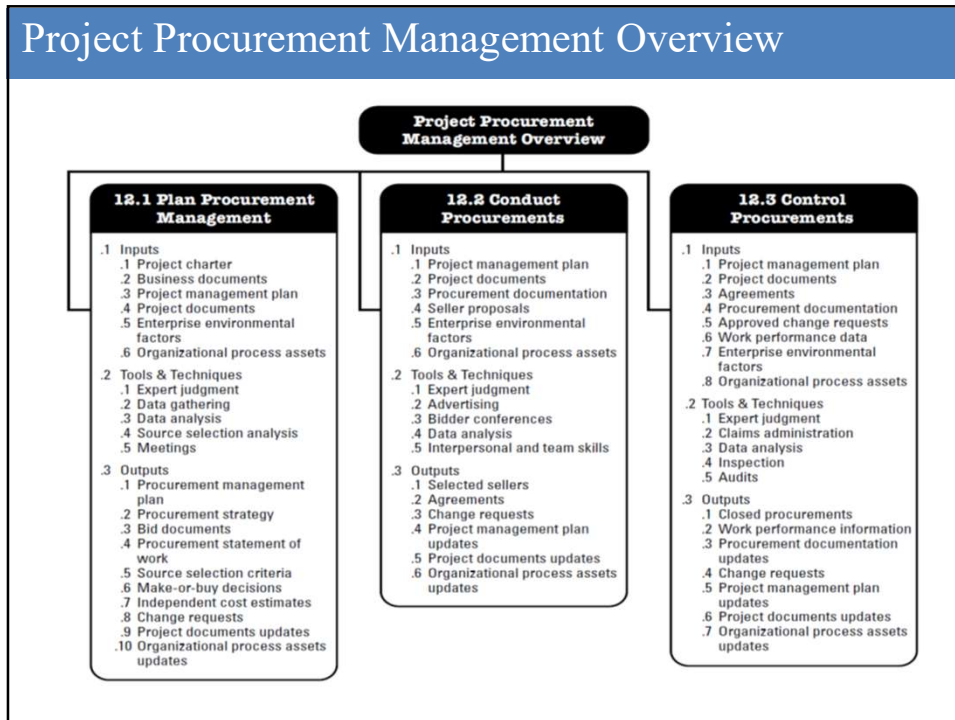 Project Procurement Management Overview
Project Procurement
Management Overview
12.1 Plan Procurement
Management
.1 Inputs
.1 Project charter
.2 Business documents
.3 Project management plan
.4 Project documents
.5 Enterprise environmental
factors
.6 Organizational process assets
.2 Tools & Techniques
.1 Expert judgment
.2 Data gathering
.3 Data analysis
.4 Source selection analysis
.5 Meetings
.3 Outputs
.1 Procurement management
plan
.2 Procurement strategy
.3 Bid documents
.4 Procurement statement of
work
.5 Source selection criteria
.6 Make-or-buy decisions
.7 Independent cost estimates
.8 Change requests
.9 Project documents updates
.10 Organizational process assets
updates
12.2 Conduct
Procurements
.1 Inputs
.1 Project management plan
.2 Project documents
.3 Procurement documentation
.4 Seller proposals
.5 Enterprise environmental
factors
.6 Organizational process assets
.2 Tools & Techniques
.1 Expert judgment
.2 Advertising
.3 Bidder conferences
.4 Data analysis
.5 Interpersonal and team skills
.3 Outputs
.1 Selected sellers
.2 Agreements
.3 Change requests
.4 Project management plan
updates
.5 Project documents updates
.6 Organizational process assets
updates
12.3 Control
Procurements
.1 Inputs
.1 Project management plan
.2 Project documents
.3 Agreements
.4 Procurement documentation
.5 Approved change requests
.6 Work performance data
.7 Enterprise environmental
factors
.8 Organizational process assets
.2 Tools & Techniques
.1 Expert judgment
.2 Claims administration
.3 Data analysis
.4 Inspection
.5 Audits
.3 Outputs
.1 Closed procurements
.2 Work performance information
.3 Procurement documentation
updates
.4 Change requests
.5 Project management plan
updates
.6 Project documents updates
.7 Organizational process assets
updates